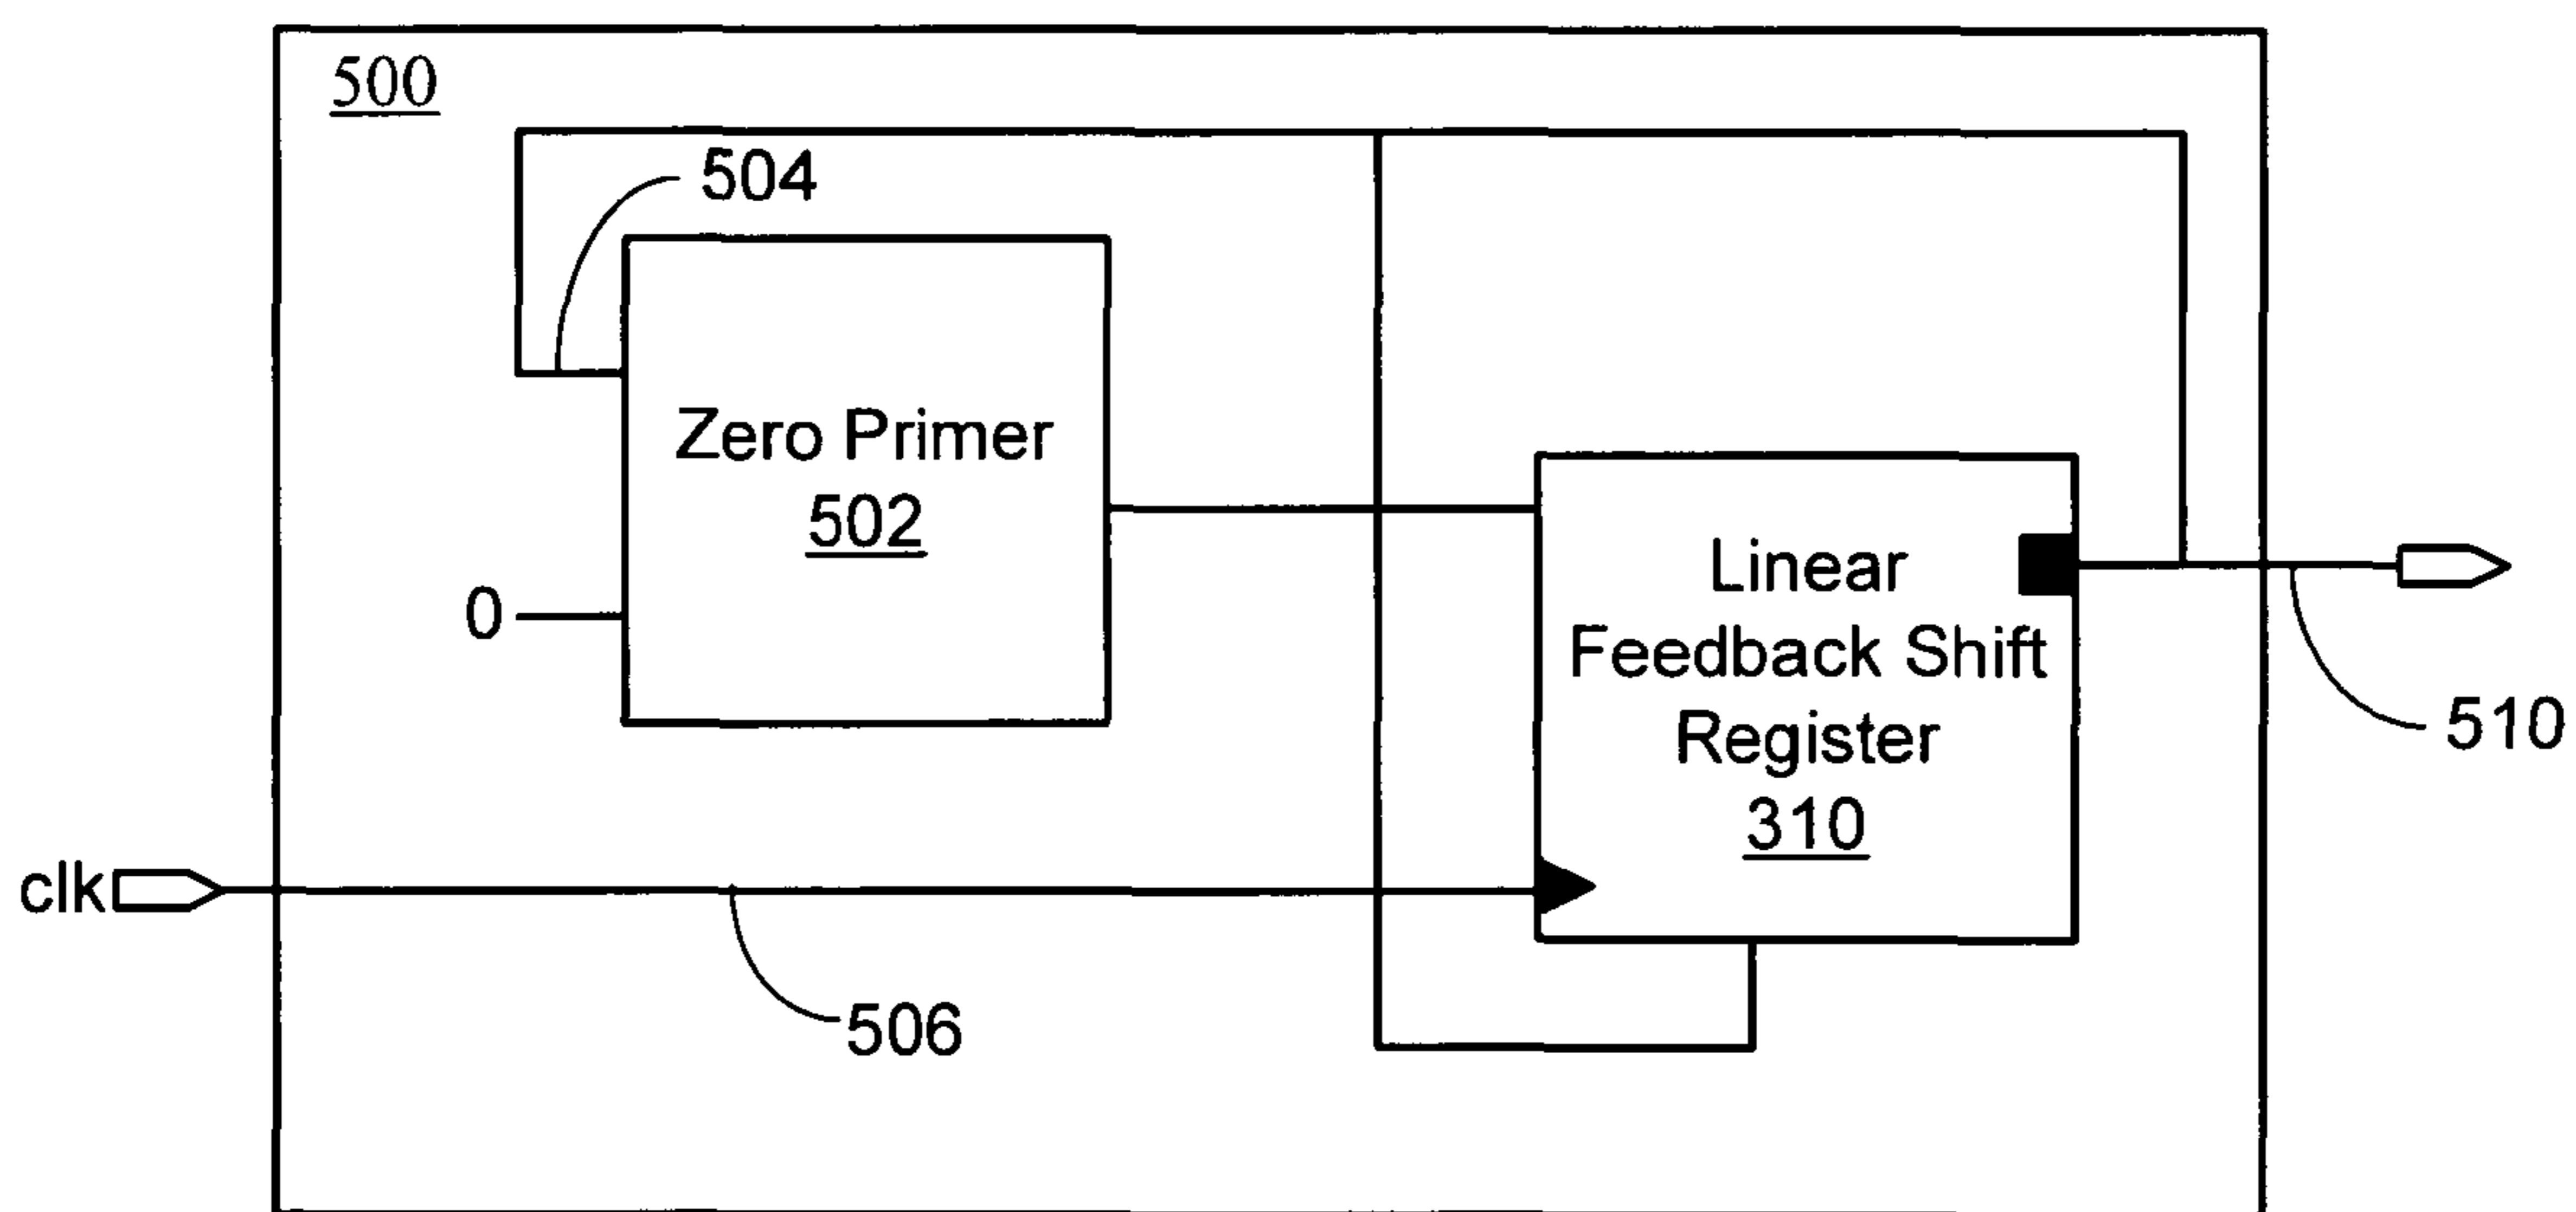 500
504
Zero Primer
502
0
Linear
Feedback Shift
Register
310
510
clk
506